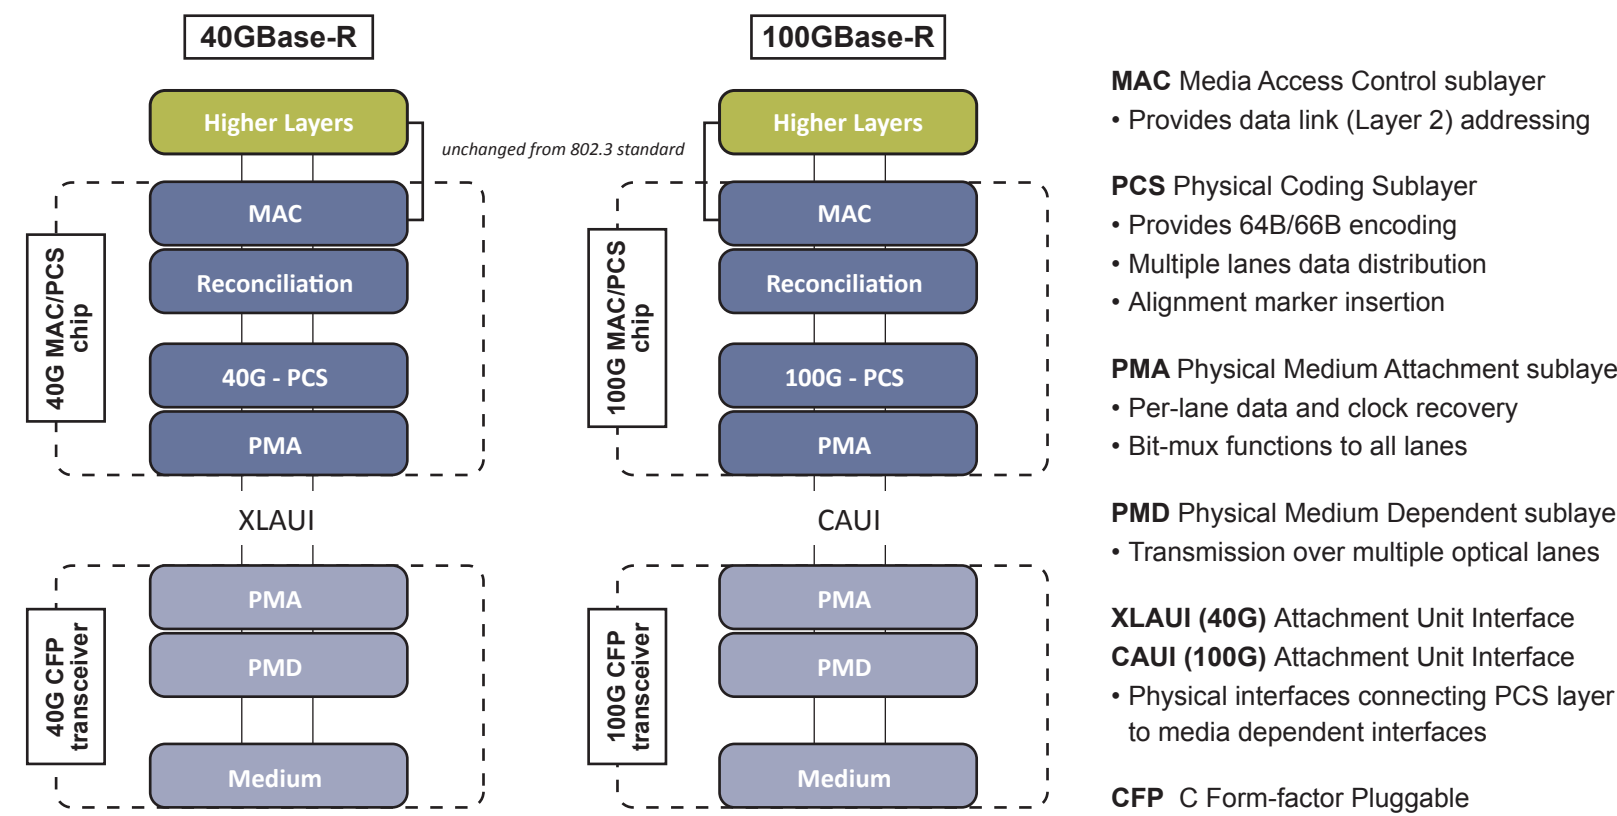 40GBase-R
Higher Layers
MAC
Reconciliation
40G - PCS
PMA
40G MAC/PCS
chip
XLAUI
PMA
PMD
Medium
40G CFP
transceiver
unchanged from 802.3 standard
100GBase-R
Higher Layers
MAC
Reconciliation
100G - PCS
PMA
100G MAC/PCS
chip
CAUI
PMA
PMD
Medium
100G CFP
transceiver
MAC Media Access Control sublayer
• Provides data link (Layer 2) addressing
PCS Physical Coding Sublayer
• Provides 64B/66B encoding
• Multiple lanes data distribution
• Alignment marker insertion
PMA Physical Medium Attachment sublaye
• Per-lane data and clock recovery
• Bit-mux functions to all lanes
PMD Physical Medium Dependent sublaye
• Transmission over multiple optical lanes
XLAUI (40G) Attachment Unit Interface
CAUI (100G) Attachment Unit Interface
• Physical interfaces connecting PCS layer
to media dependent interfaces
CFP C Form-factor Pluggable